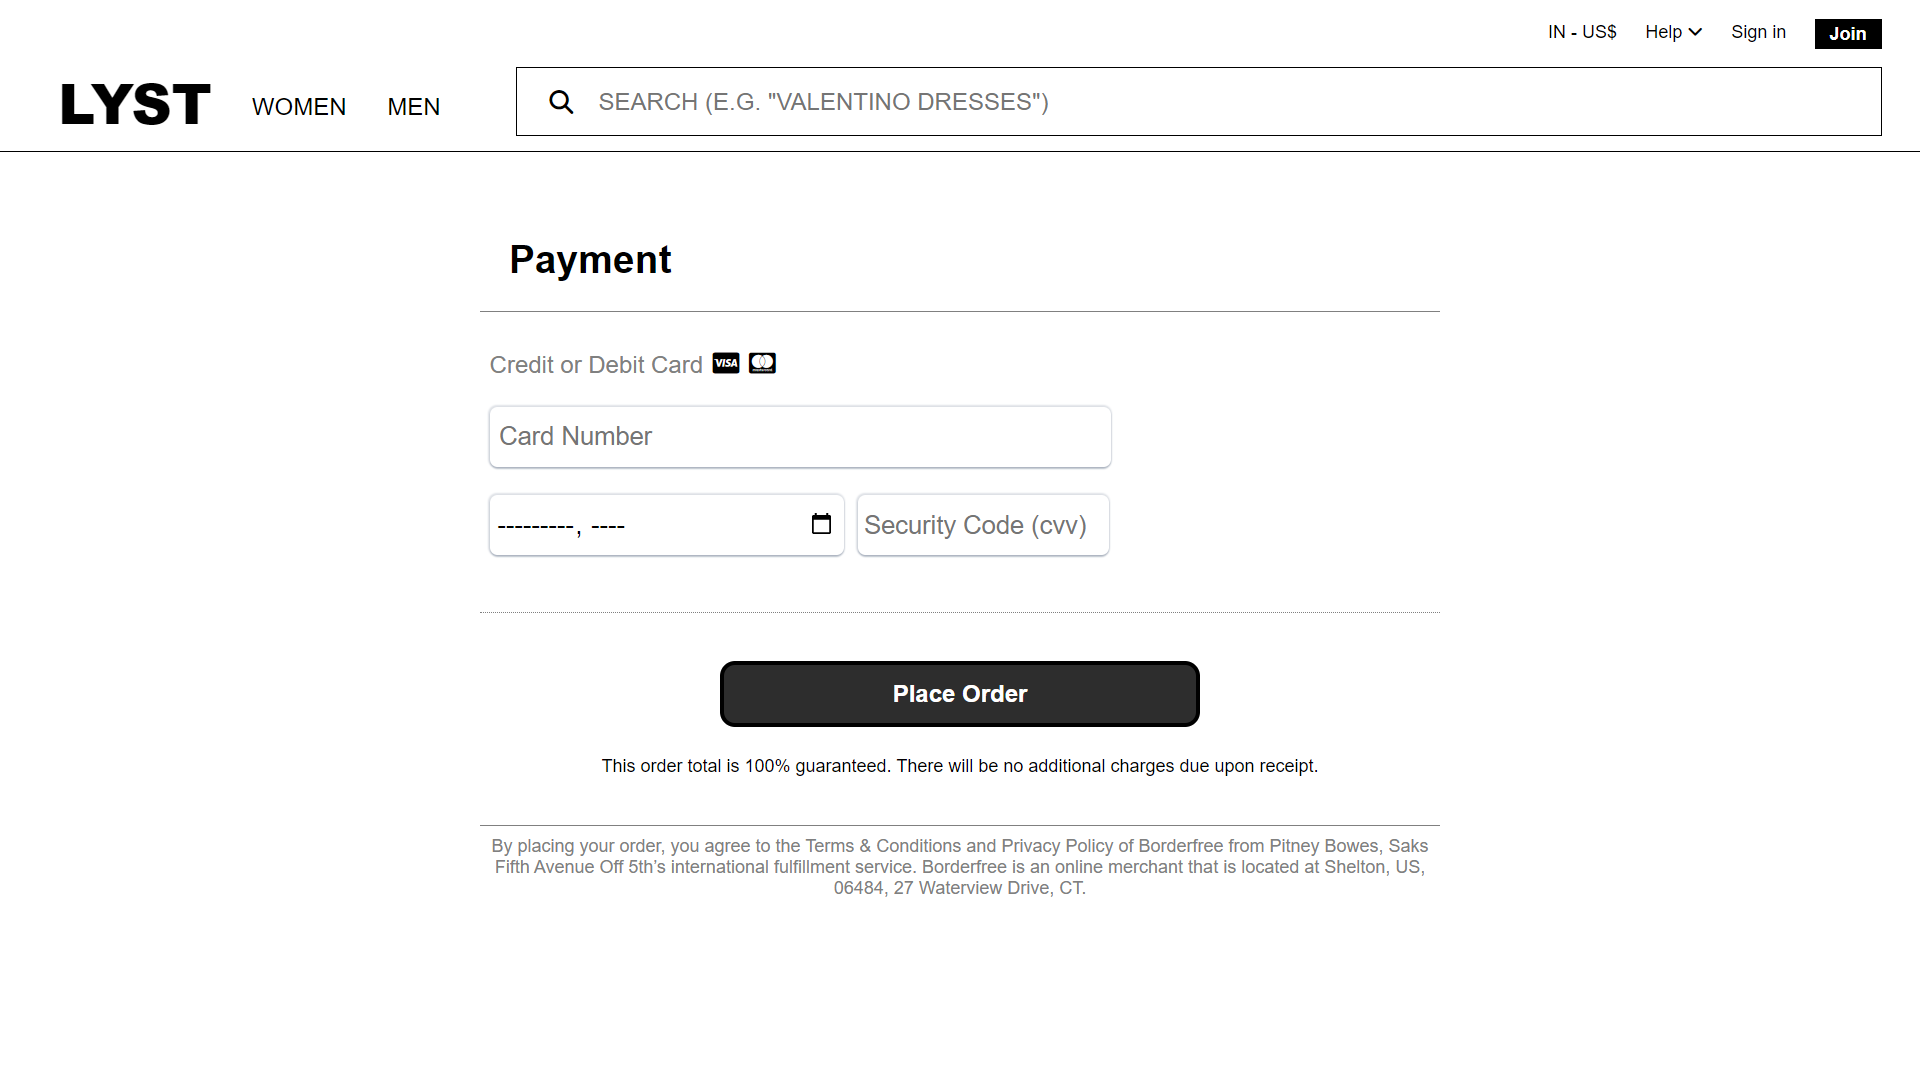 IN - US$ Help Sign in Join
LYST WOMEN MEN SEARCH (E.G. "VALENTINO DRESSES")
Payment
Credit or Debit Card VISA
Card Number
---------, ---- Security Code (cvv)
Place Order
This order total is 100% guaranteed. There will be no additional charges due upon receipt.
By placing your order, you agree to the Terms & Conditions and Privacy Policy of Borderfree from Pitney Bowes, Saks
Fifth Avenue Off 5th’s international fulfillment service. Borderfree is an online merchant that is located at Shelton, US,
06484, 27 Waterview Drive, CT.